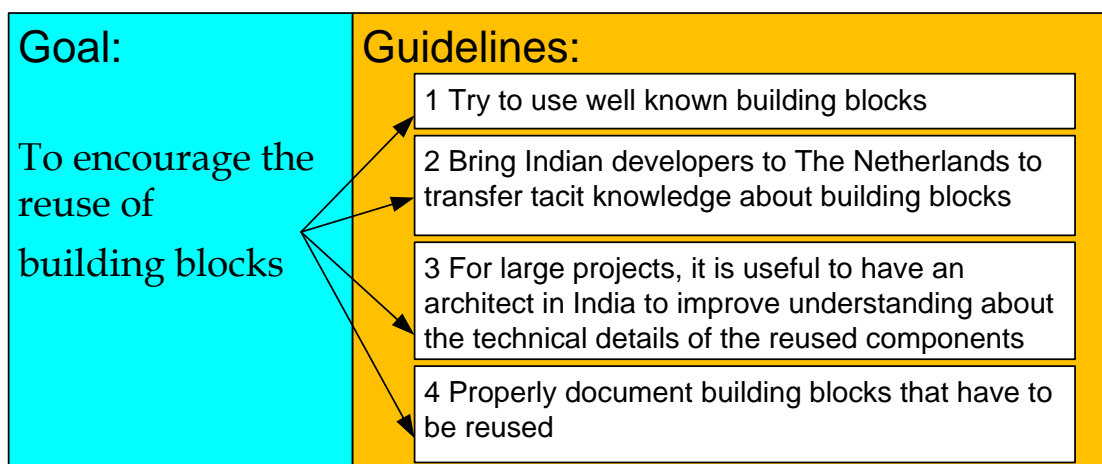 Goal:
To encourage the
reuse of
building blocks
Guidelines:
1 Try to use well known building blocks
2 Bring Indian developers to The Netherlands to
transfer tacit knowledge about building blocks
3 For large projects, it is useful to have an
architect in India to improve understanding about
the technical details of the reused components
4 Properly document building blocks that have to
be reused